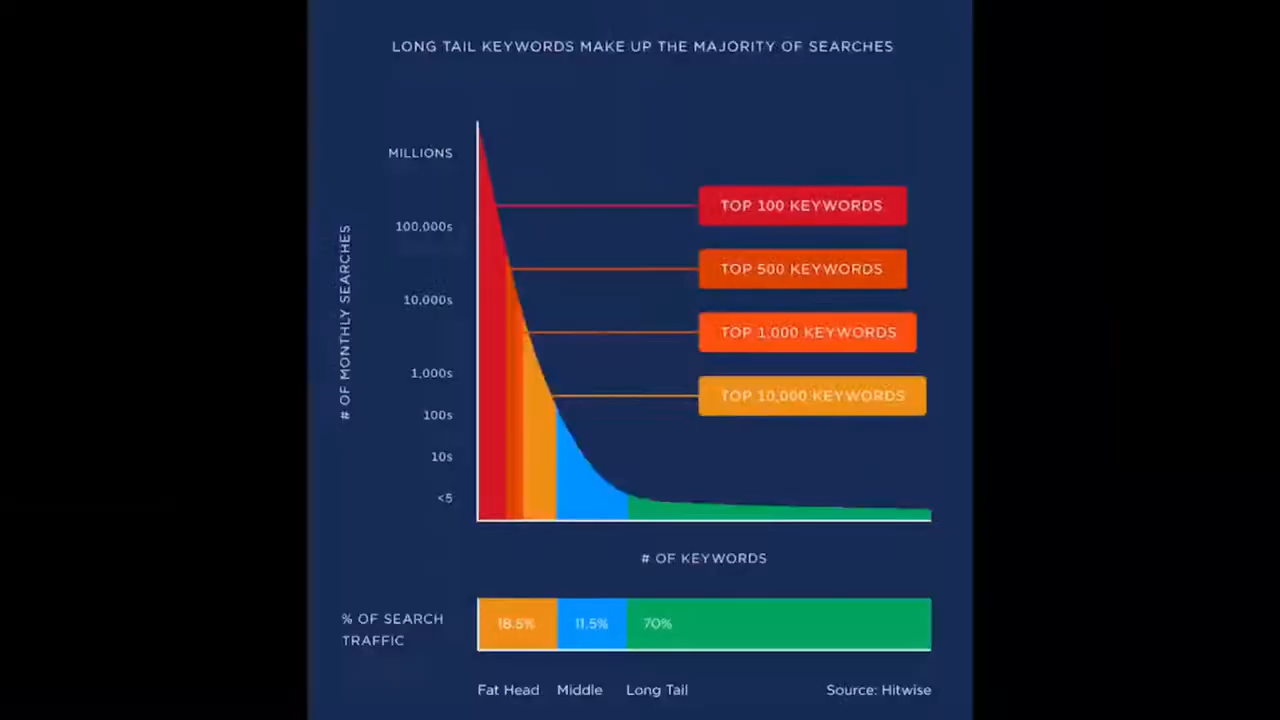 LONG TAIL KEYWORDS MAKE UP THE MAJORITY OF SEARCHES
# OF MONTHLY SEARCHES
MILLIONS
100,000s
10,000s
1,000s
100s
10s
<5
TOP 100 KEYWORDS
TOP 500 KEYWORDS
TOP 1,000 KEYWORDS
TOP 10,000 KEYWORDS
# OF KEYWORDS
% OF SEARCH
TRAFFIC
18.5% 11.5% 70%
Fat Head Middle Long Tail Source: Hitwise